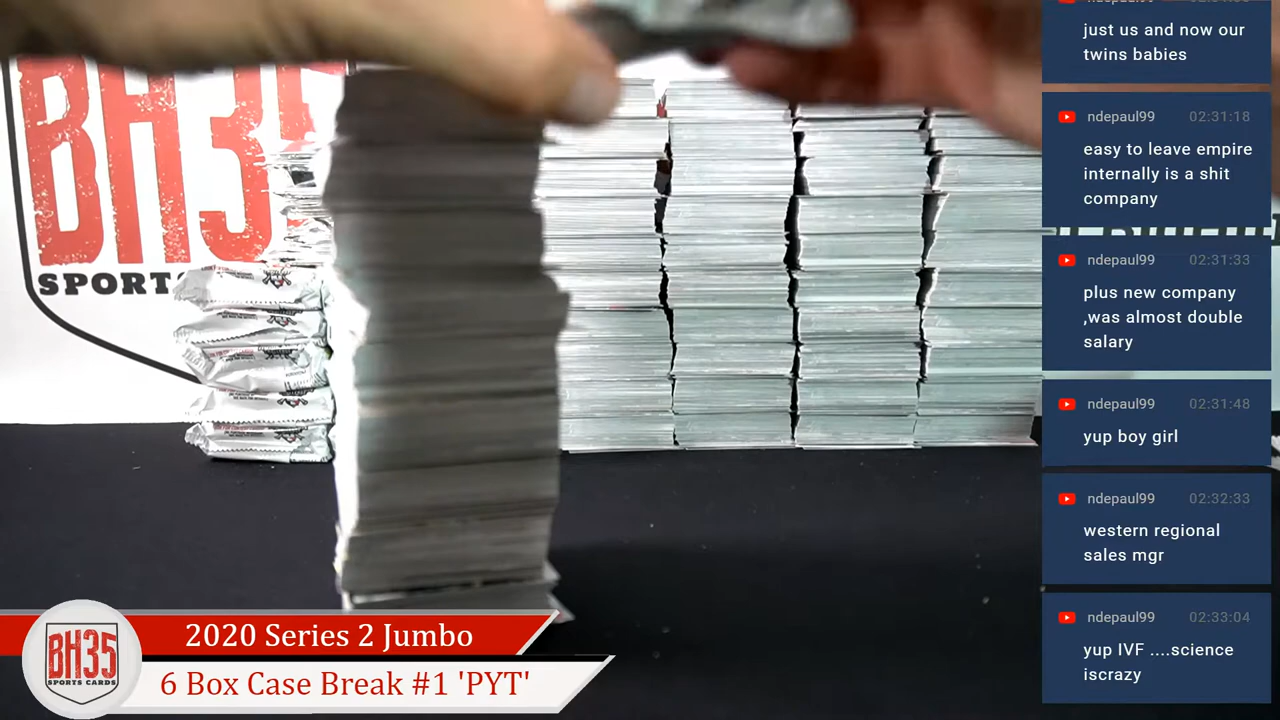 BH35
SPORTS
just us and now our
twins babies
ndepaul99 02:31:18
easy to leave empire
internally is a shit
company
ndepaul99 02:31:33
plus new company
,was almost double
salary
ndepaul99 02:31:48
yup boy girl
ndepaul99 02:32:33
western regional
sales mgr
ndepaul99 02:33:04
yup IVF ....science
iscrazy
BH35
SPORTS CARDS
2020 Series 2 Jumbo
6 Box Case Break #1 'PYT'